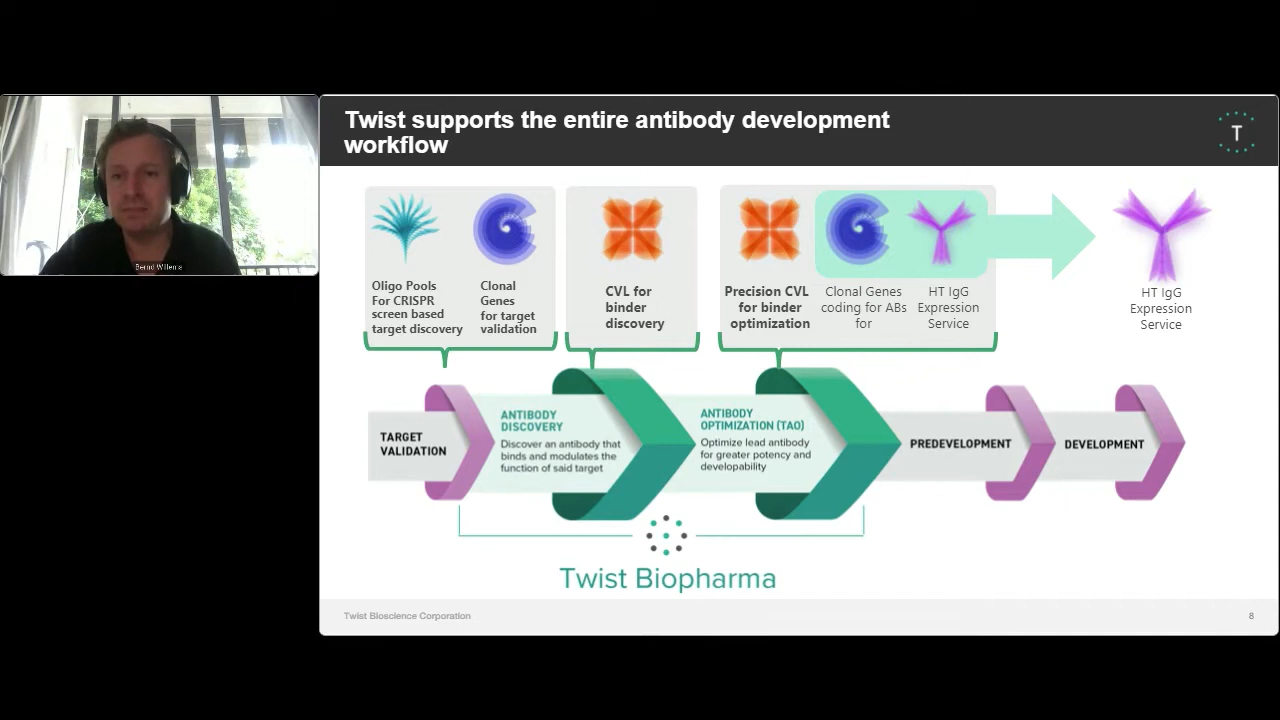 Twist supports the entire antibody development
workflow
T
Bernd Willems
Oligo Pools
For CRISPR
screen based
target discovery
Clonal
Genes
for target
validation
CVL for
binder
discovery
Precision CVL
for binder
optimization
Clonal Genes
coding for ABs
for
HT IgG
Expression
Service
HT IgG
Expression
Service
TARGET
VALIDATION
ANTIBODY
DISCOVERY
Discover an antibody that
binds and modulates the
function of said target
ANTIBODY
OPTIMIZATION (TAO)
Optimize lead antibody
for greater potency and
developability
PREDEVELOPMENT
DEVELOPMENT
Twist Biopharma
Twist Bioscience Corporation
8